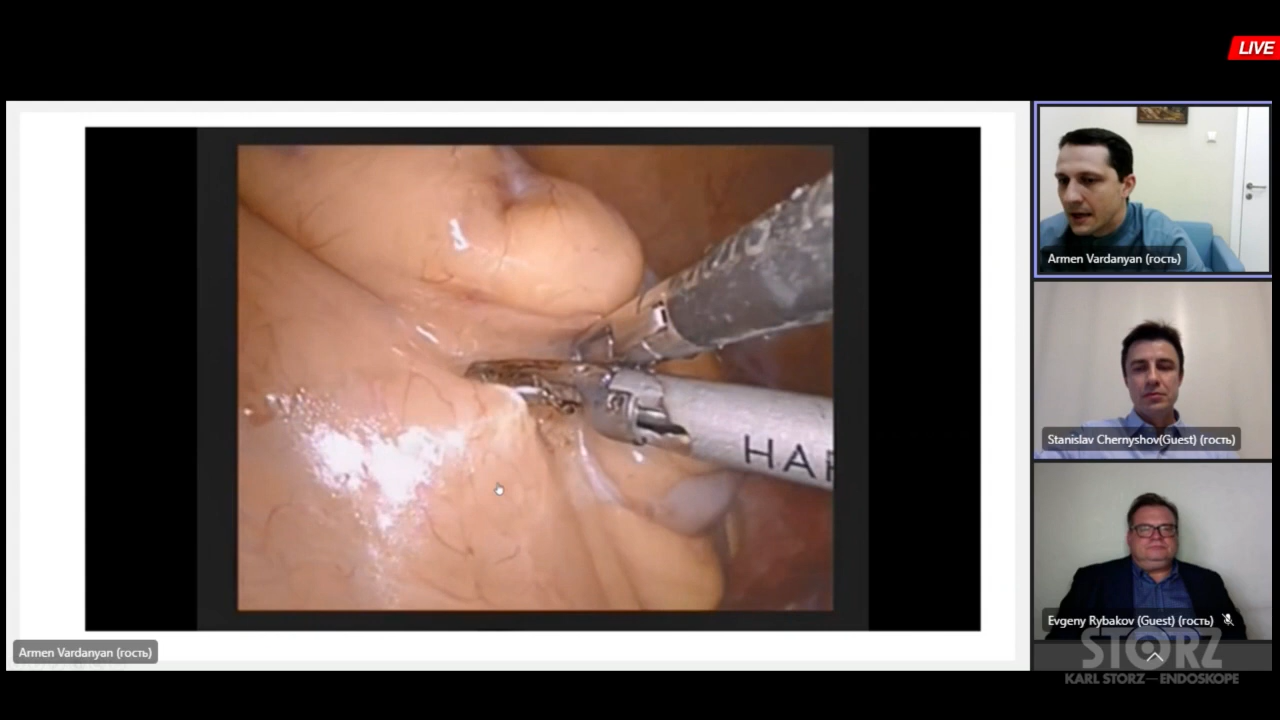 LIVE
HAR
Armen Vardanyan (гость)
Armen Vardanyan (гость)
Stanislav Chernyshov(Guest) (гость)
Evgeny Rybakov (Guest) (гость)
STORZ
KARL STORZ—ENDOSKOPE